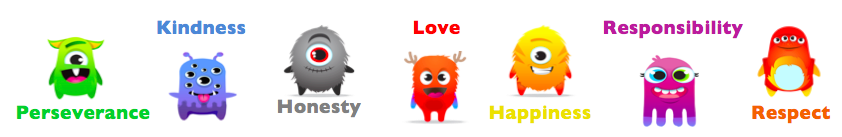 Kindness
Love
Responsibility
Perseverance
Honesty
Happiness
Respect